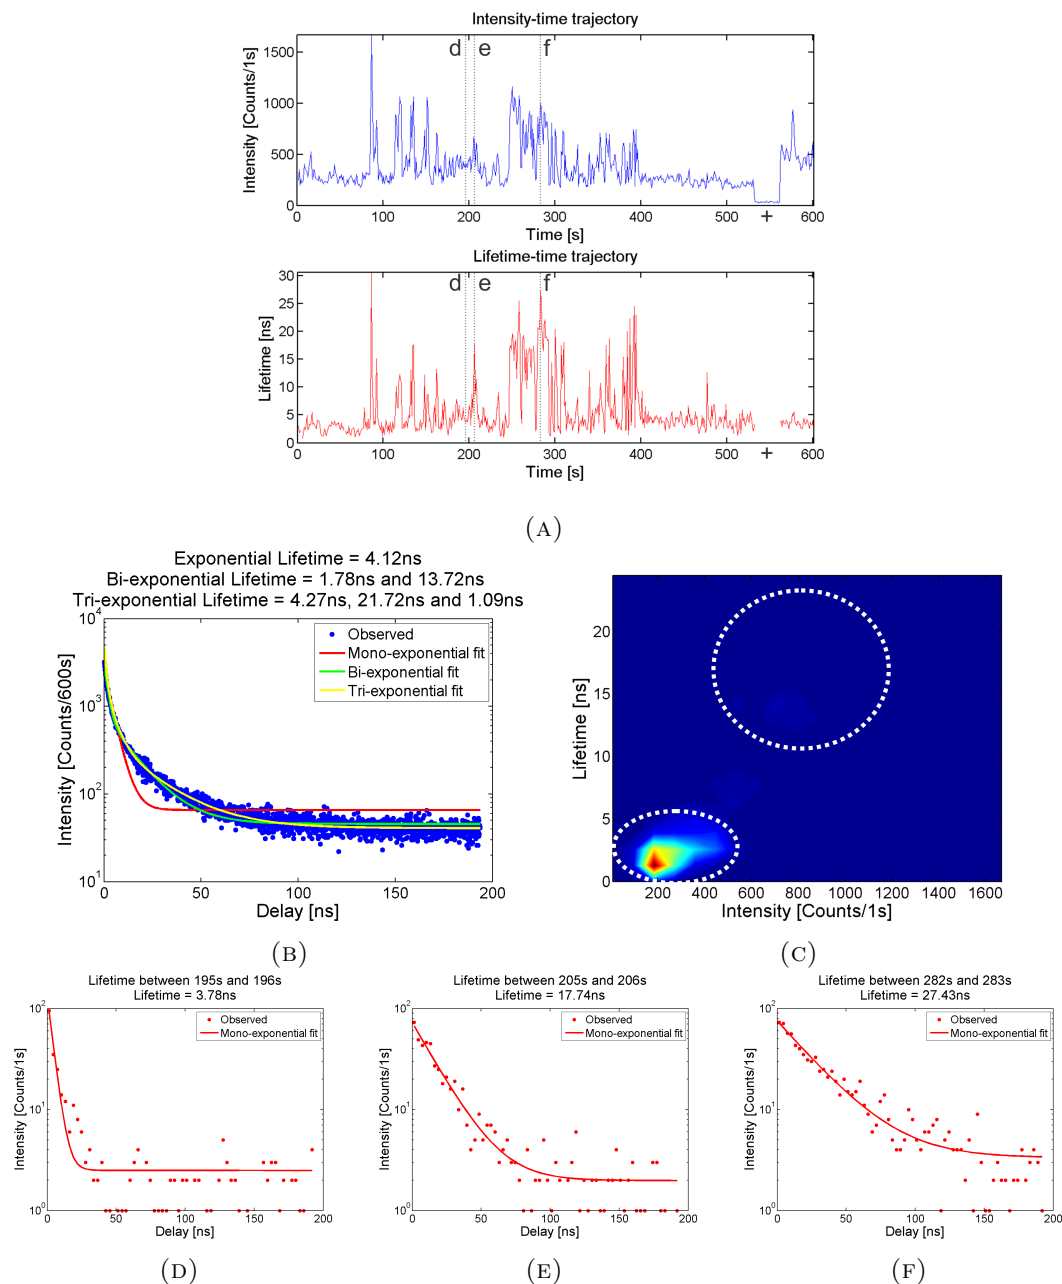 Intensity-time trajectory
Intensity [Counts/1s]
1500
1000
500
0
d e f
0 100 200 300 400 500 + 600
Time [s]
Lifetime-time trajectory
Lifetime [ns]
30
25
20
15
10
5
0
d e f
0 100 200 300 400 500 + 600
Time [s]
(A)
Exponential Lifetime = 4.12ns
Bi-exponential Lifetime = 1.78ns and 13.72ns
Tri-exponential Lifetime = 4.27ns, 21.72ns and 1.09ns
Intensity [Counts/600s]
10^4
10^3
10^2
10^1
Observed
Mono-exponential fit
Bi-exponential fit
Tri-exponential fit
0 50 100 150 200
Delay [ns]
(B)
Lifetime [ns]
20
15
10
5
0
200 400 600 800 1000 1200 1400 1600
Intensity [Counts/1s]
(C)
Lifetime between 195s and 196s
Lifetime = 3.78ns
Intensity [Counts/1s]
10^2
10^1
10^0
Observed
Mono-exponential fit
0 50 100 150 200
Delay [ns]
(D)
Lifetime between 205s and 206s
Lifetime = 17.74ns
Intensity [Counts/1s]
10^2
10^1
10^0
Observed
Mono-exponential fit
0 50 100 150 200
Delay [ns]
(E)
Lifetime between 282s and 283s
Lifetime = 27.43ns
Intensity [Counts/1s]
10^2
10^1
10^0
Observed
Mono-exponential fit
0 50 100 150 200
Delay [ns]
(F)